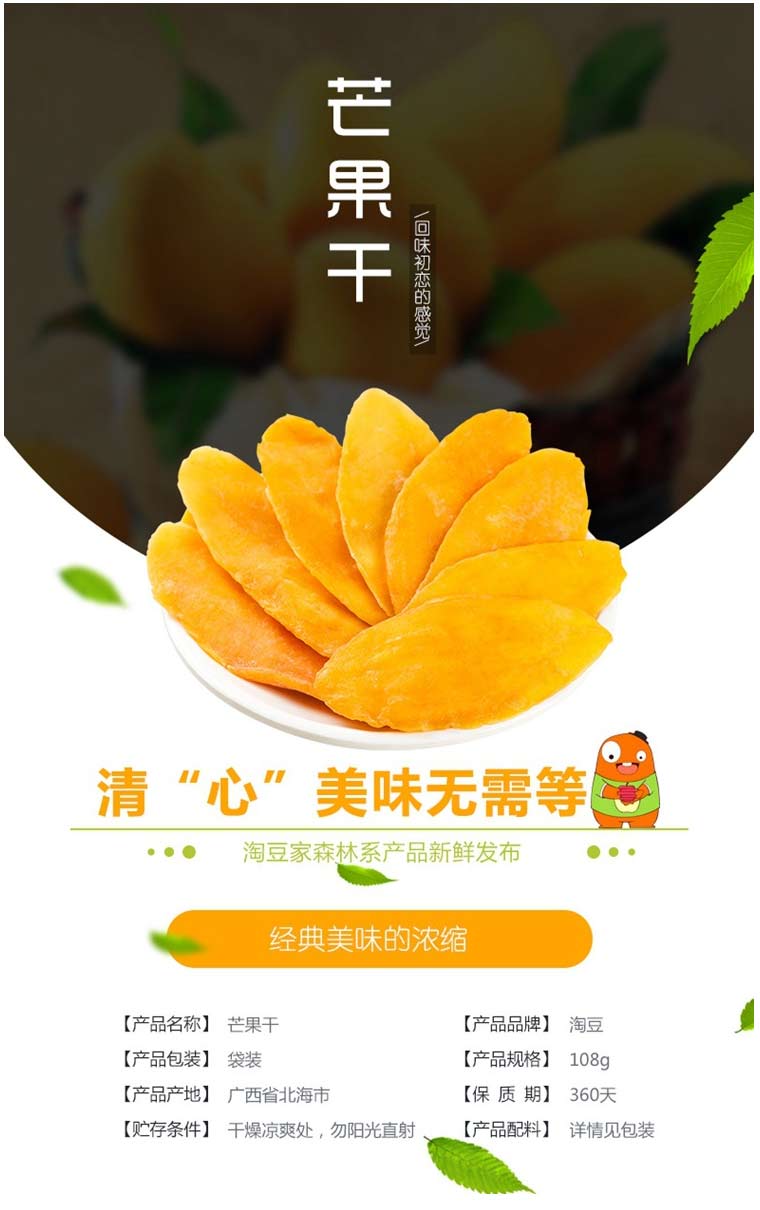 芒果干
/回味初恋的感觉/
清“心”美味无需等
淘豆家森林系产品新鲜发布
经典美味的浓缩
【产品名称】 芒果干 【产品品牌】 淘豆
【产品包装】 袋装 【产品规格】 108g
【产品产地】 广西省北海市 【保 质 期】 360天
【贮存条件】 干燥凉爽处，勿阳光直射 【产品配料】 详情见包装